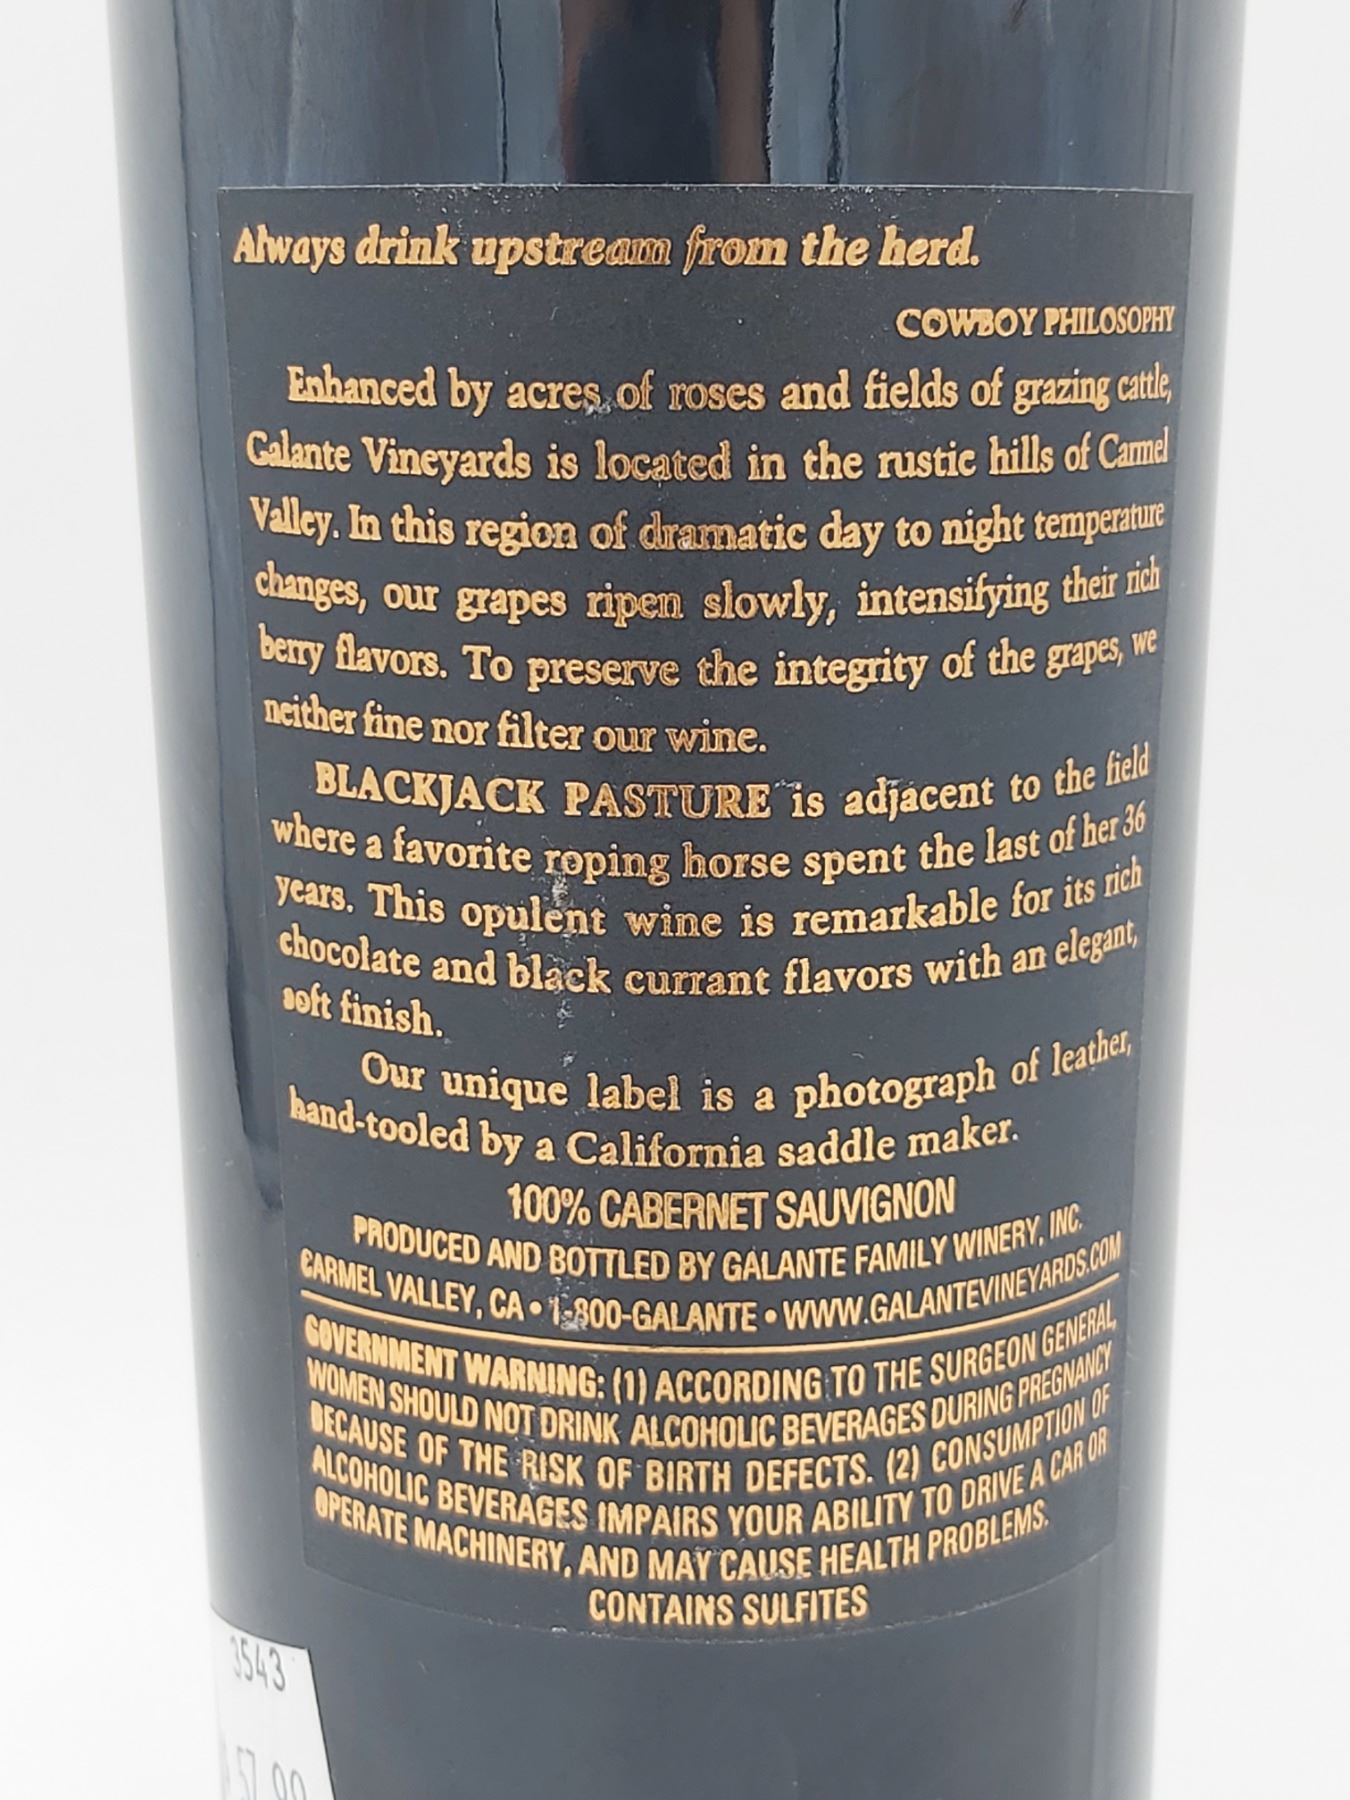 Always drink upstream from the herd.
COWBOY PHILOSOPHY
Enhanced by acres of roses and fields of grazing cattle,
Galante Vineyards is located in the rustic hills of Carmel
Valley. In this region of dramatic day to night temperature
changes, our grapes ripen slowly, intensifying their rich
berry flavors. To preserve the integrity of the grapes, we
neither fine nor filter our wine.
BLACKJACK PASTURE is adjacent to the field
where a favorite roping horse spent the last of her 36
years. This opulent wine is remarkable for its rich
chocolate and black currant flavors with an elegant,
soft finish.
Our unique label is a photograph of leather,
hand-tooled by a California saddle maker.
100% CABERNET SAUVIGNON
PRODUCED AND BOTTLED BY GALANTE FAMILY WINERY, INC.
CARMEL VALLEY, CA • 1-800-GALANTE • WWW.GALANTEVINEYARDS.COM
GOVERNMENT WARNING: (1) ACCORDING TO THE SURGEON GENERAL,
WOMEN SHOULD NOT DRINK ALCOHOLIC BEVERAGES DURING PREGNANCY
BECAUSE OF THE RISK OF BIRTH DEFECTS. (2) CONSUMPTION OF
ALCOHOLIC BEVERAGES IMPAIRS YOUR ABILITY TO DRIVE A CAR OR
OPERATE MACHINERY, AND MAY CAUSE HEALTH PROBLEMS.
CONTAINS SULFITES
3543